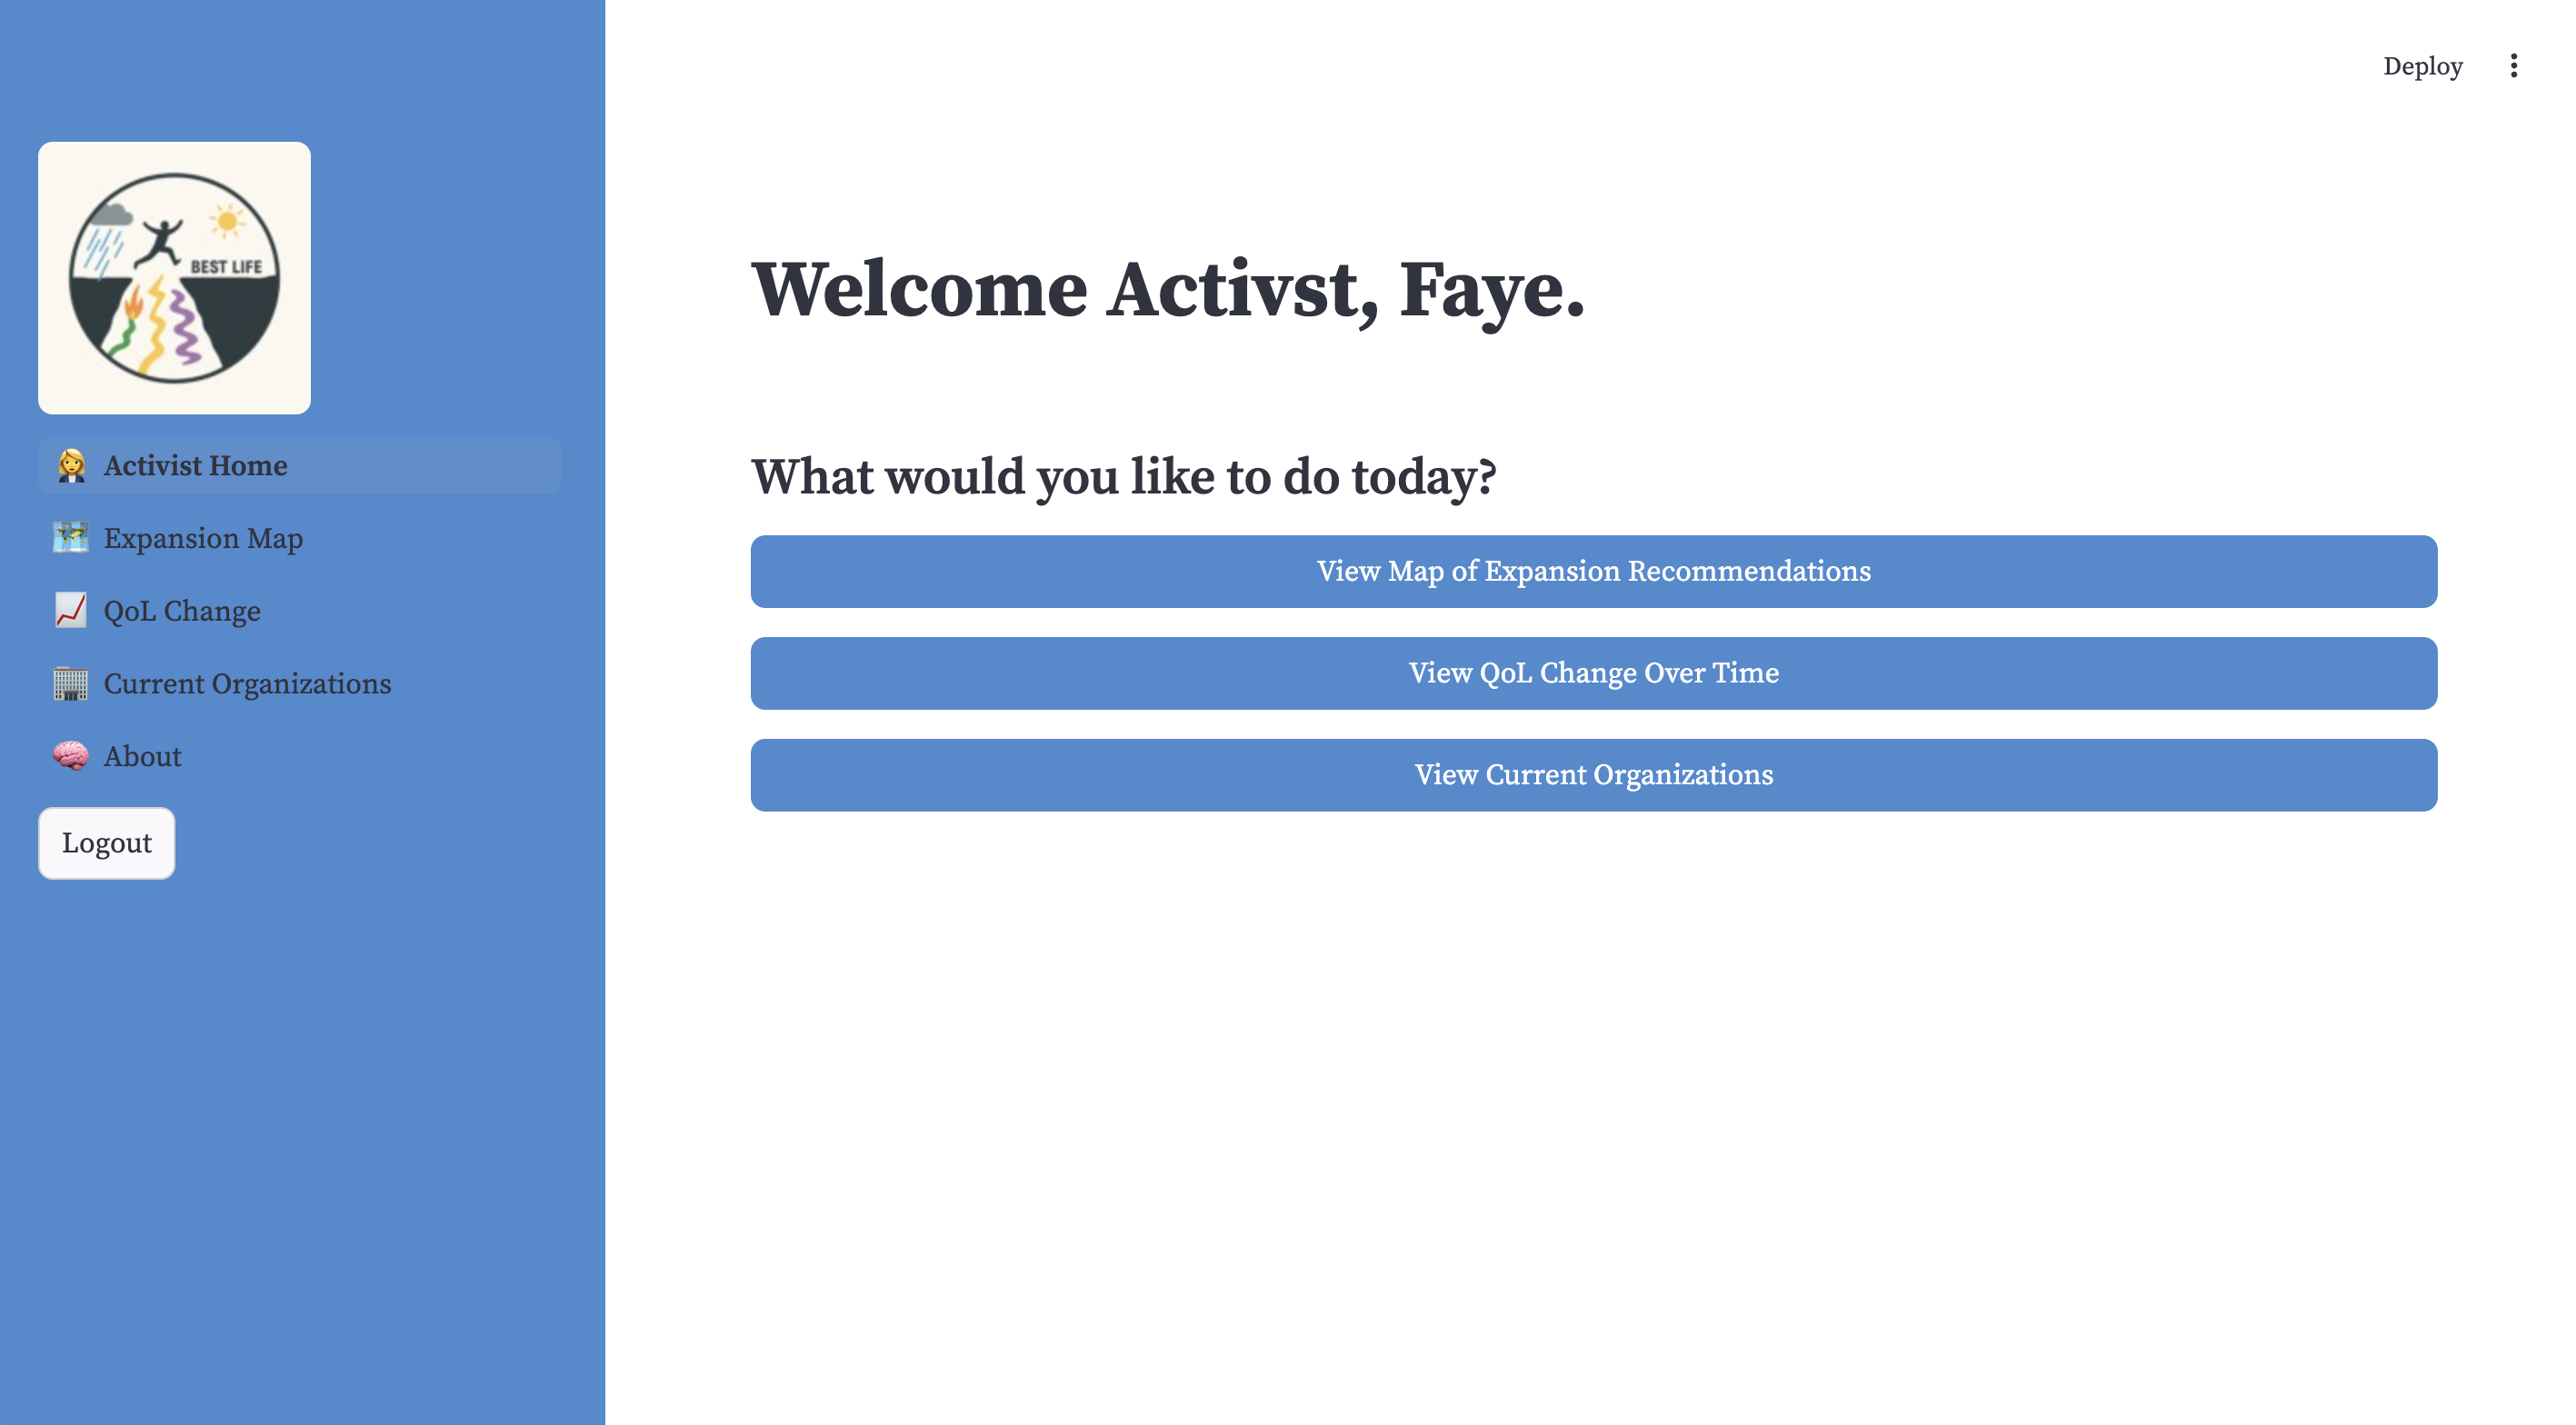 Deploy
BEST LIFE
Activist Home
Expansion Map
QoL Change
Current Organizations
About
Logout
Welcome Activst, Faye.
What would you like to do today?
View Map of Expansion Recommendations
View QoL Change Over Time
View Current Organizations